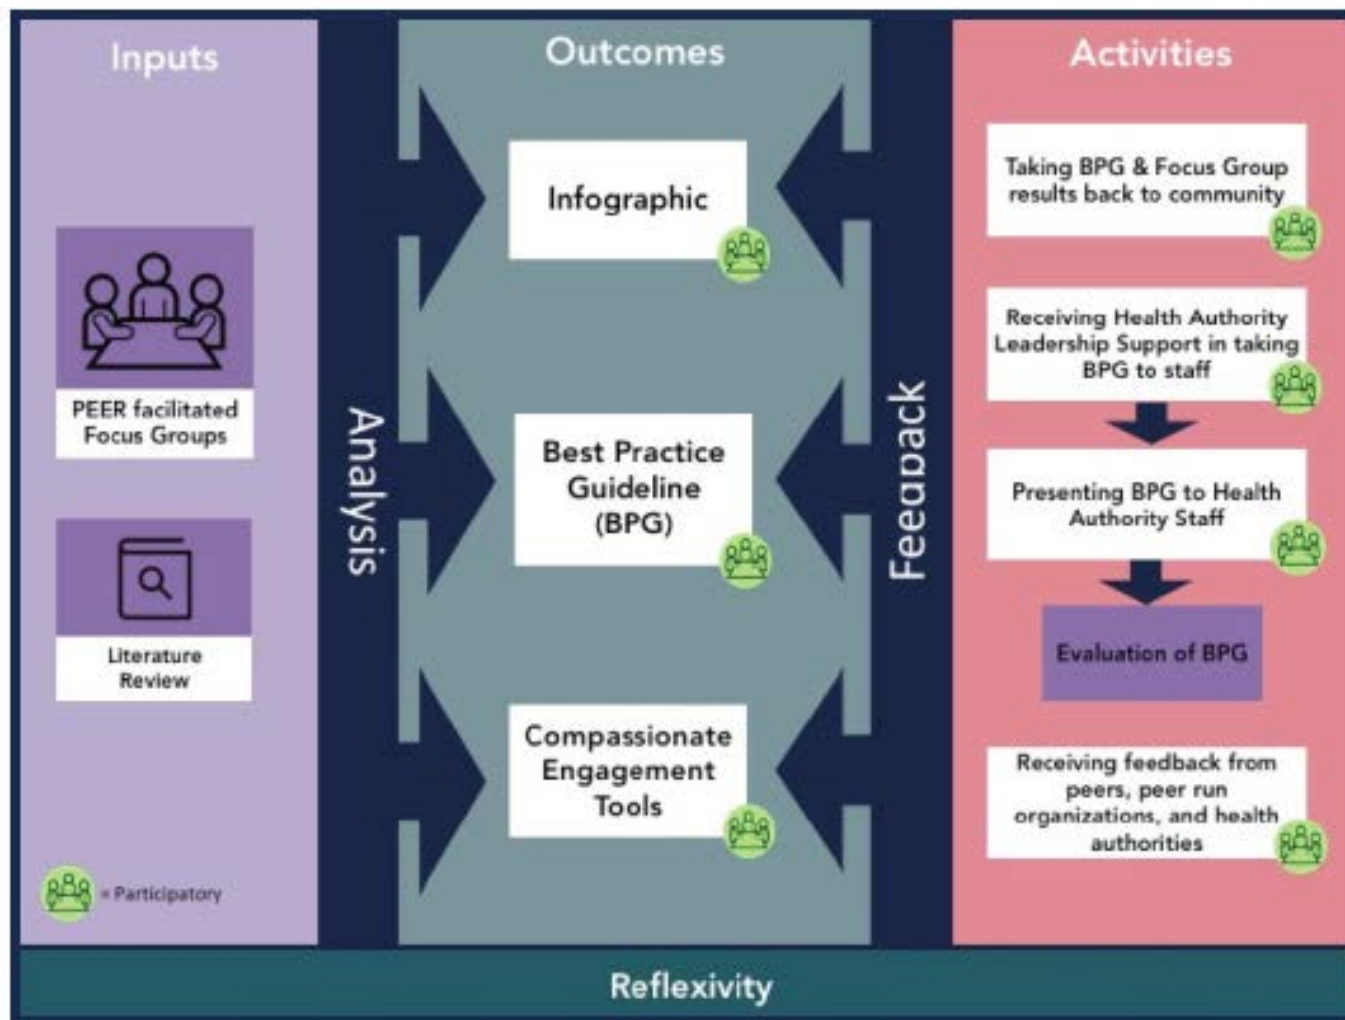 Inputs
PEER facilitated
Focus Groups
Literature
Review
= Participatory
Analysis
Outcomes
Infographic
Best Practice
Guideline
(BPG)
Compassionate
Engagement
Tools
Feedback
Activities
Taking BPG & Focus Group
results back to community
Receiving Health Authority
Leadership Support in taking
BPG to staff
Presenting BPG to Health
Authority Staff
Evaluation of BPG
Receiving feedback from
peers, peer run
organizations, and health
authorities
Reflexivity